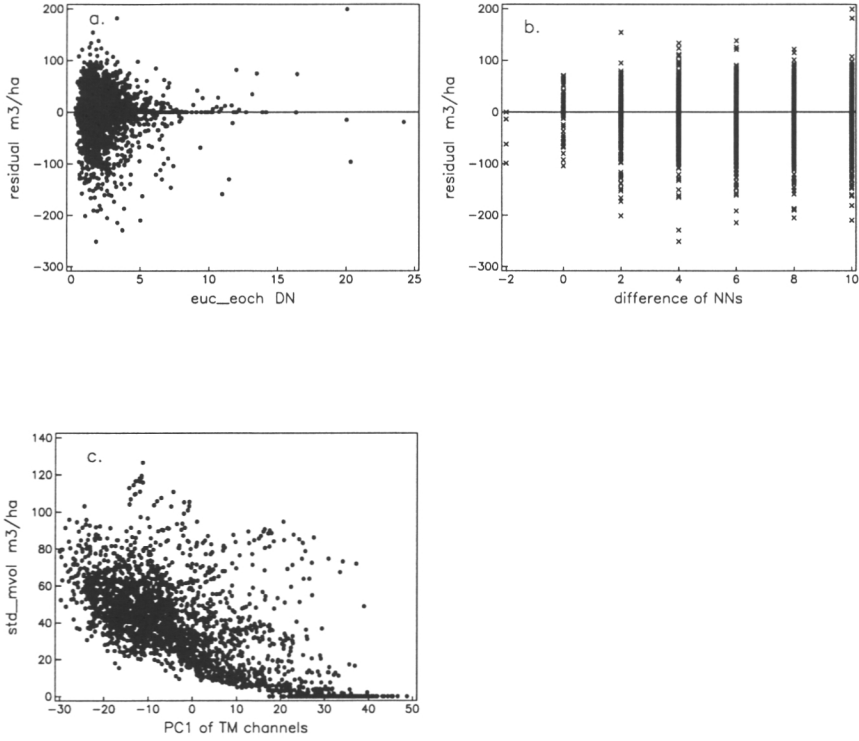 a.
200
100
0
-100
-200
-300
residual m3/ha
0 5 10 15 20 25
euc_eoch DN
b.
200
100
0
-100
-200
-300
residual m3/ha
-2 0 2 4 6 8 10
difference of NNs
c.
140
120
100
80
60
40
20
0
std_mvol m3/ha
-30 -20 -10 0 10 20 30 40 50
PC1 of TM channels